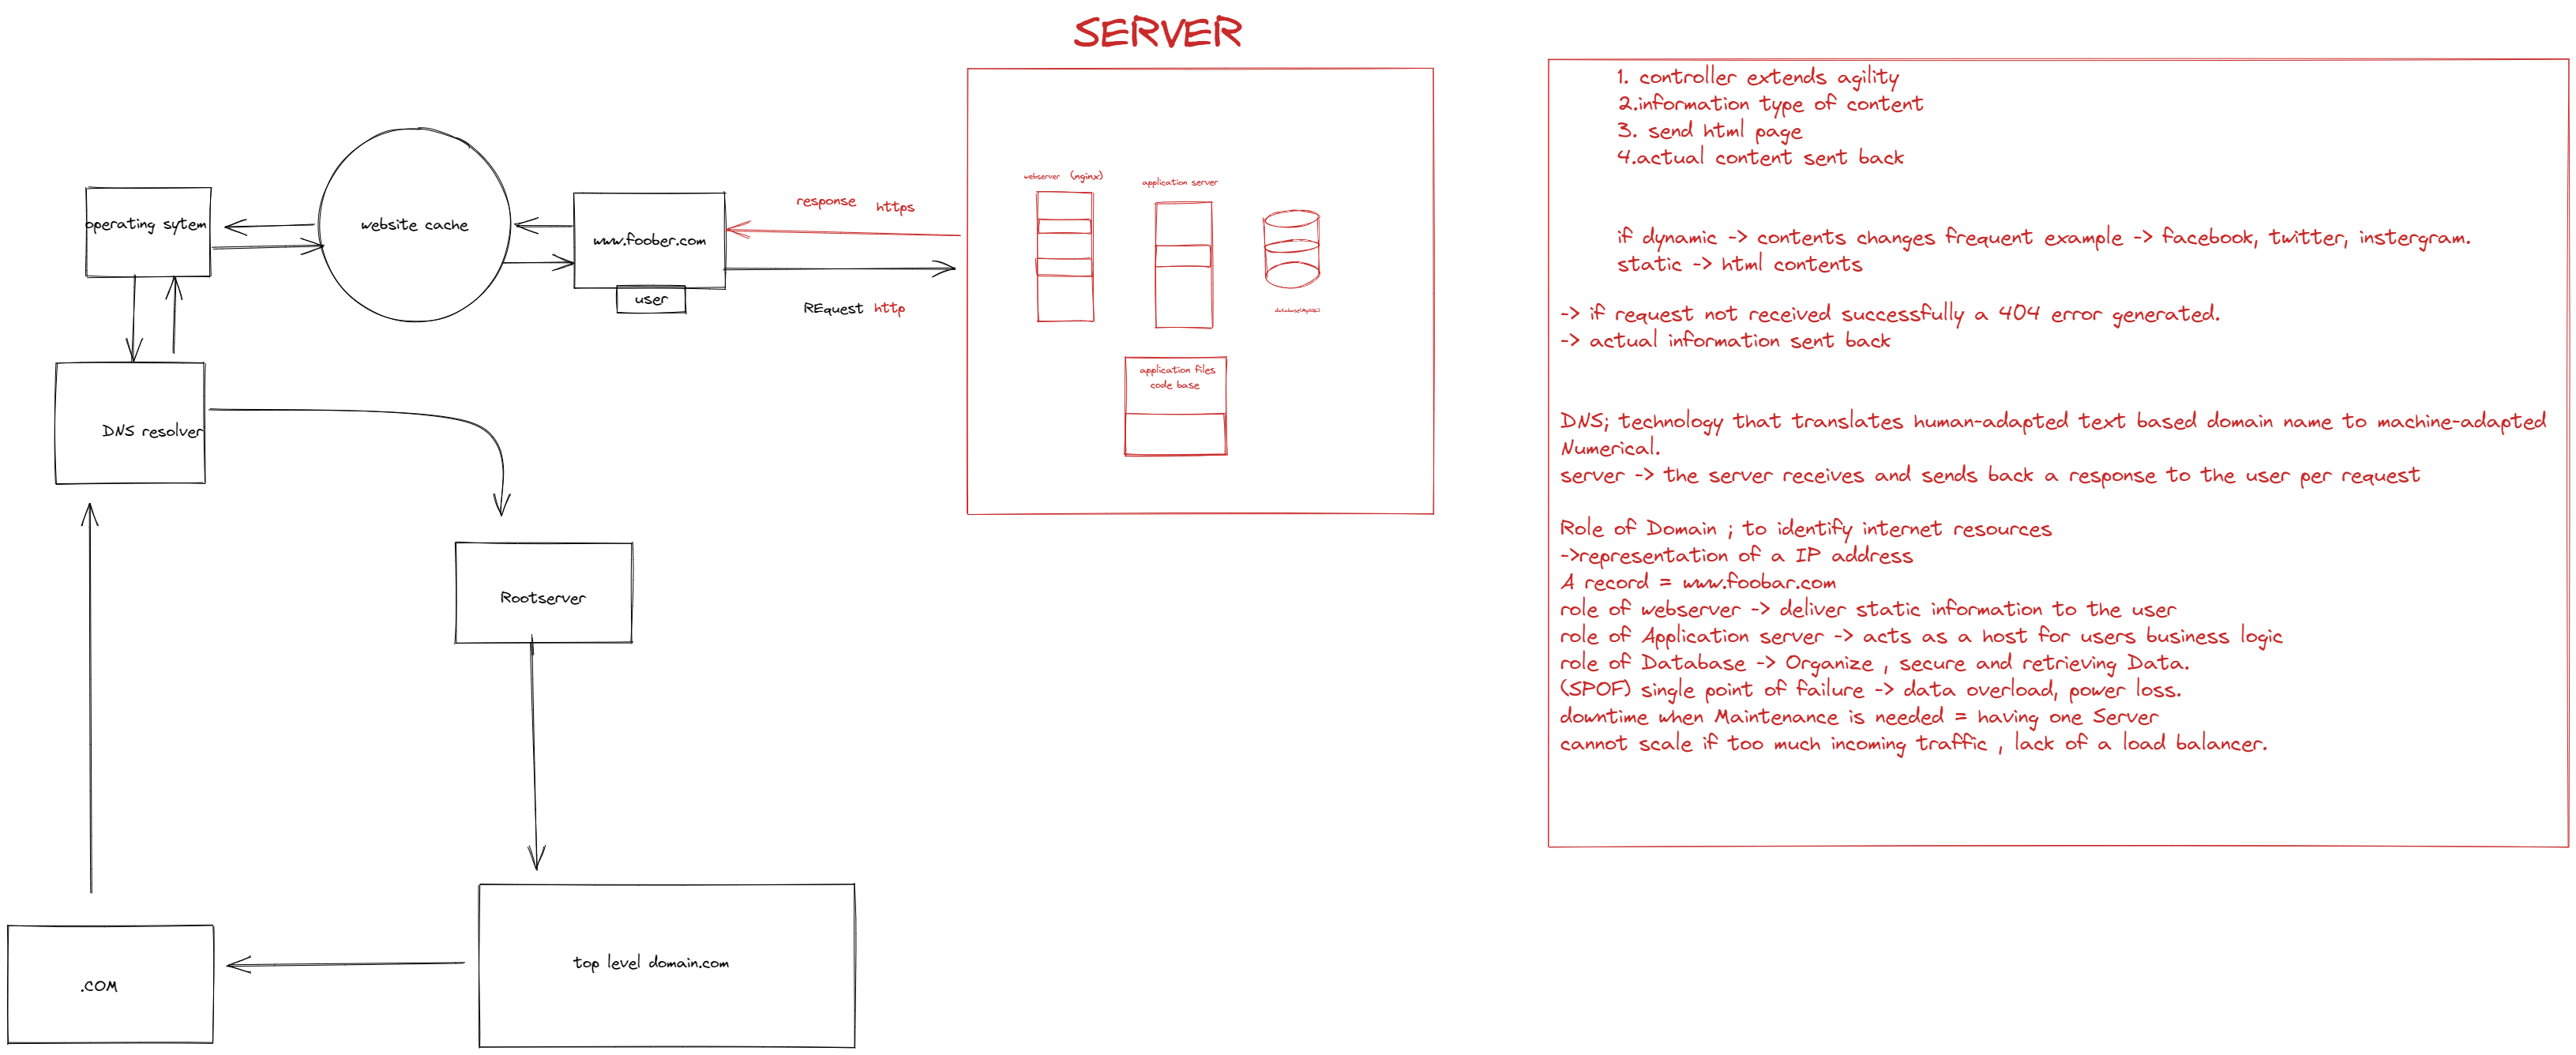 SERVER
operating sytem
website cache
www.foober.com
user
response https
REquest http
webserver (nginx)
application server
database(MySQL)
application files
code base
DNS resolver
Rootserver
top level domain.com
.COM
1. controller extends agility
2.information type of content
3. send html page
4.actual content sent back
if dynamic -> contents changes frequent example -> facebook, twitter, instergram.
static -> html contents
-> if request not received successfully a 404 error generated.
-> actual information sent back
DNS; technology that translates human-adapted text based domain name to machine-adapted
Numerical.
server -> the server receives and sends back a response to the user per request
Role of Domain ; to identify internet resources
->representation of a IP address
A record = www.foobar.com
role of webserver -> deliver static information to the user
role of Application server -> acts as a host for users business logic
role of Database -> Organize , secure and retrieving Data.
(SPOF) single point of failure -> data overload, power loss.
downtime when Maintenance is needed = having one Server
cannot scale if too much incoming traffic , lack of a load balancer.